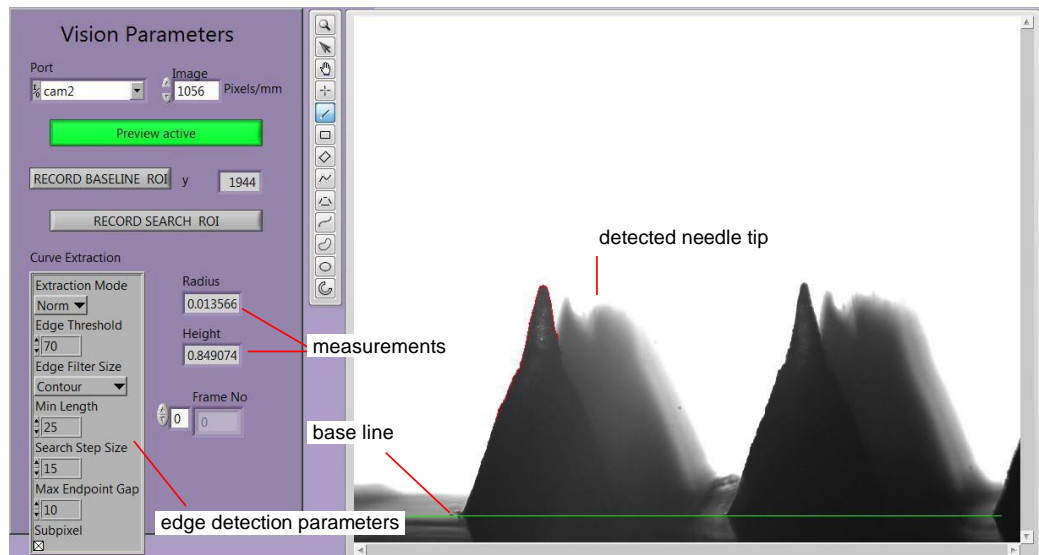 Vision Parameters
Port
Image
I/O cam2
1056 Pixels/mm
Preview active
RECORD BASELINE ROI y 1944
RECORD SEARCH ROI
Curve Extraction
Extraction Mode
Norm
Edge Threshold
70
Edge Filter Size
Contour
Min Length
25
Search Step Size
15
Max Endpoint Gap
10
Subpixel
Radius
0.013566
Height
0.849074
Frame No
0 0
detected needle tip
measurements
base line
edge detection parameters